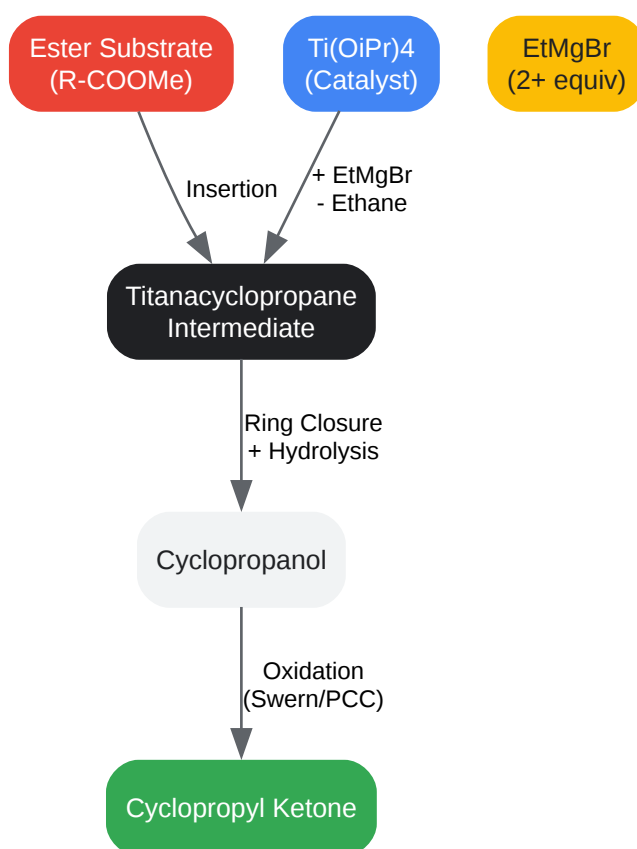 Ester Substrate
(R-COOMe)
Ti(OiPr)4
(Catalyst)
EtMgBr
(2+ equiv)
Insertion
+ EtMgBr
- Ethane
Titanacyclopropane
Intermediate
Ring Closure
+ Hydrolysis
Cyclopropanol
Oxidation
(Swern/PCC)
Cyclopropyl Ketone